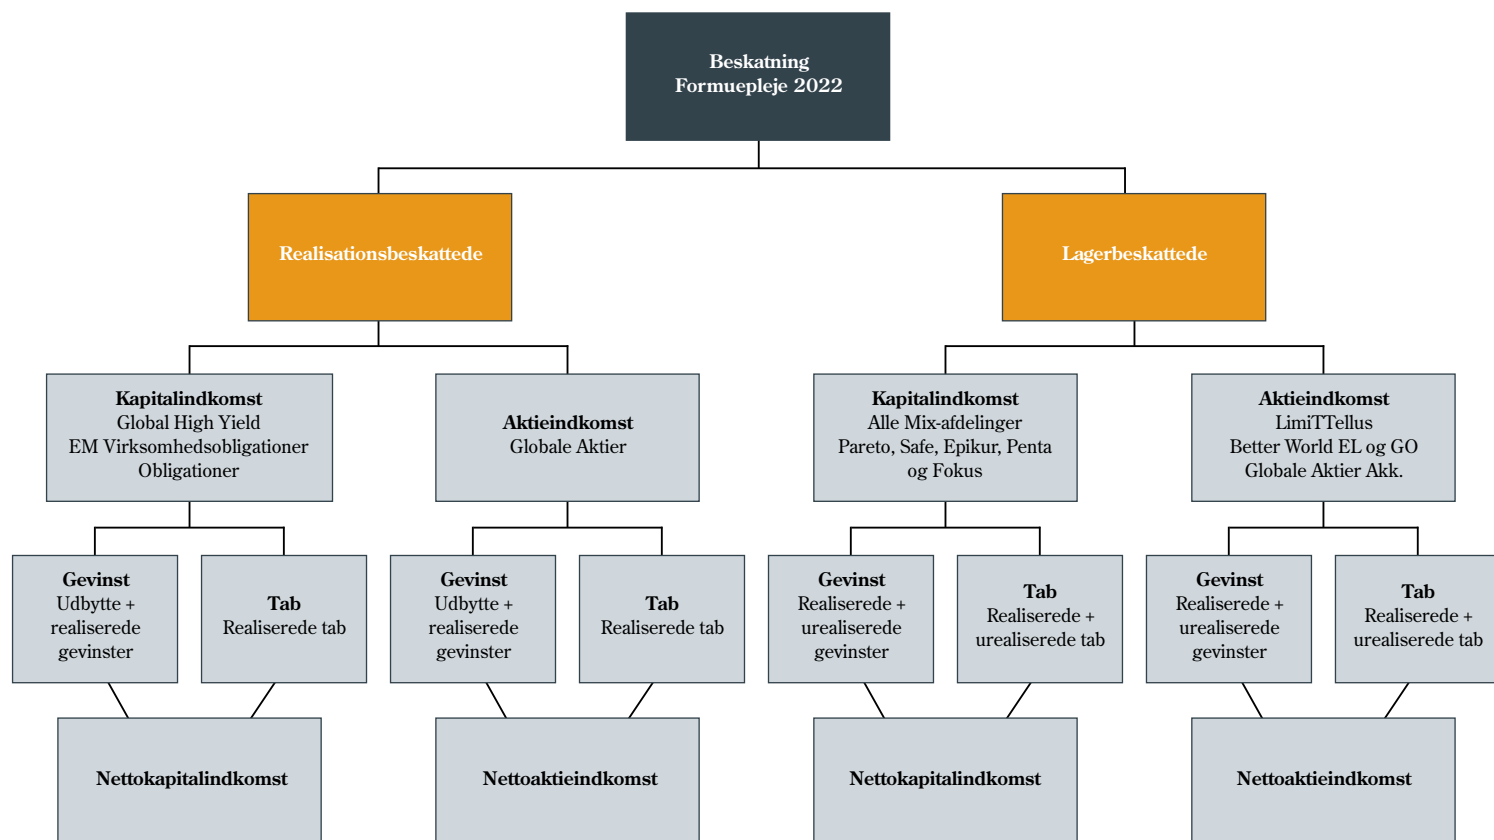 Beskatning
Formuepleje 2022
Realisationsbeskattede
Lagerbeskattede
Kapitalindkomst
Global High Yield
EM Virksomhedsobligationer
Obligationer
Aktieindkomst
Globale Aktier
Kapitalindkomst
Alle Mix-afdelinger
Pareto, Safe, Epikur, Penta
og Fokus
Aktieindkomst
LimiTTellus
Better World EL og GO
Globale Aktier Akk.
Gevinst
Udbytte +
realiserede
gevinster
Tab
Realiserede tab
Gevinst
Udbytte +
realiserede
gevinster
Tab
Realiserede tab
Gevinst
Realiserede +
urealiserede
gevinster
Tab
Realiserede +
urealiserede tab
Gevinst
Realiserede +
urealiserede
gevinster
Tab
Realiserede +
urealiserede tab
Nettokapitalindkomst
Nettoaktieindkomst
Nettokapitalindkomst
Nettoaktieindkomst